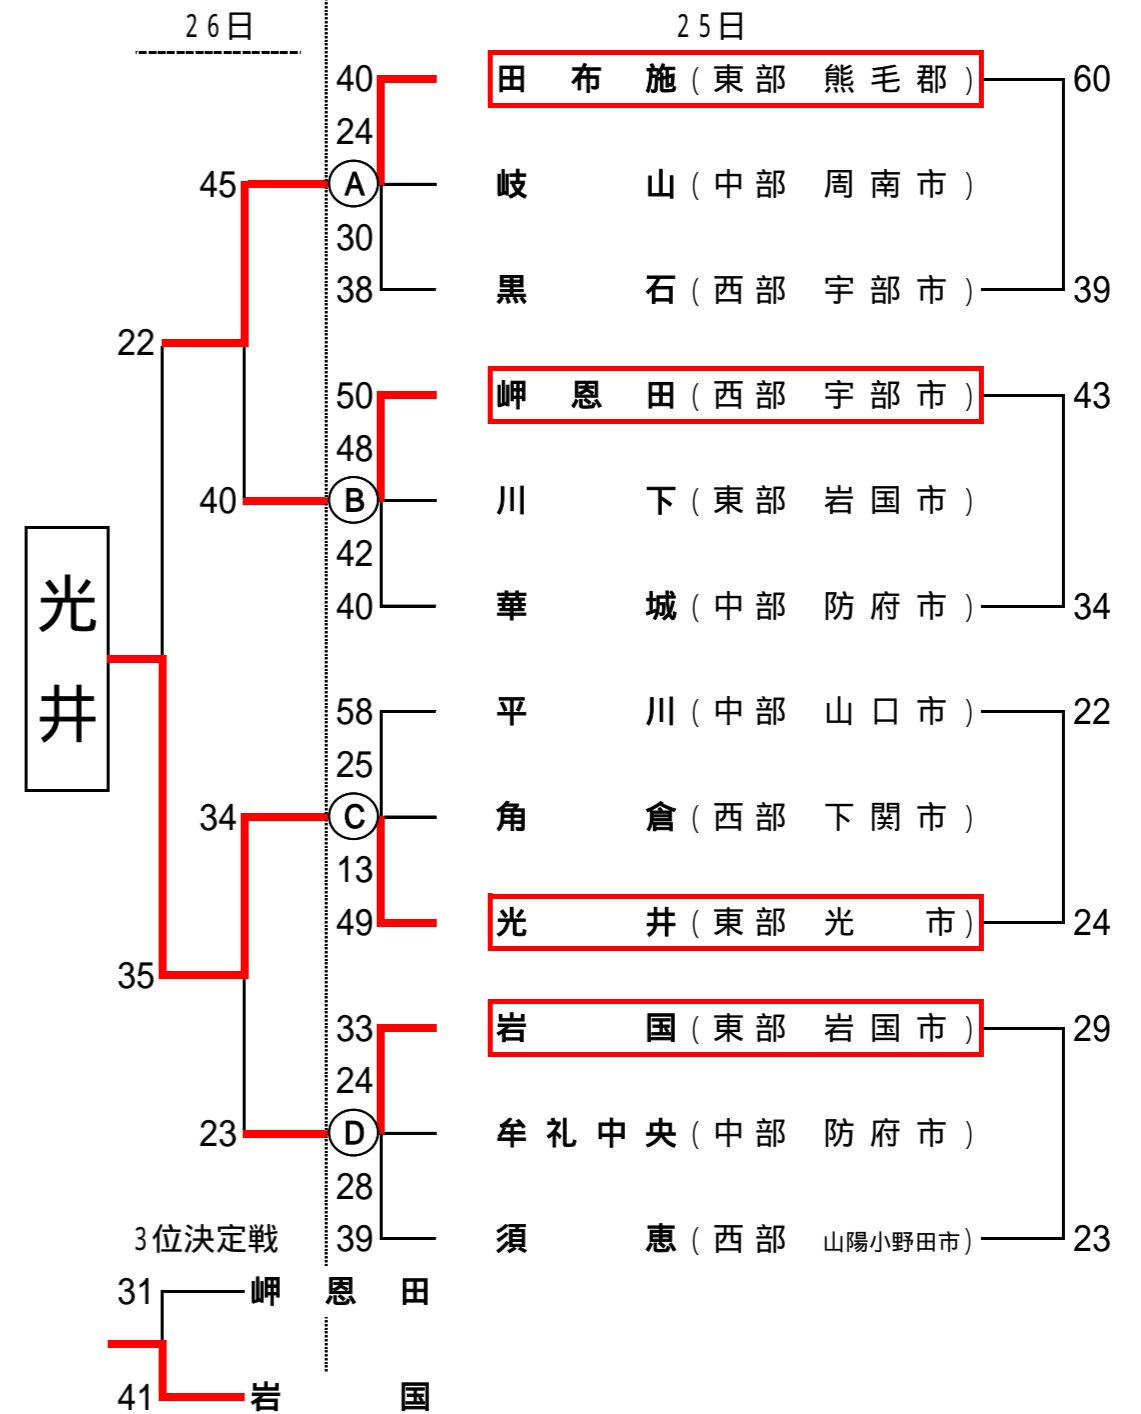 26日 25日
40 田布施(東部 熊毛郡) 60
24
45 A 岐山(中部 周南市)
30
38 黒石(西部 宇部市) 39
22
50 岬恩田(西部 宇部市) 43
48
40 B 川下(東部 岩国市)
42
40 華城(中部 防府市) 34
光井
58 平川(中部 山口市) 22
25
34 C 角倉(西部 下関市)
13
49 光井(東部 光市) 24
35
33 岩国(東部 岩国市) 29
24
23 D 牟礼中央(中部 防府市)
28
3位決定戦 39 須恵(西部 山陽小野田市) 23
31 岬恩田
41 岩国